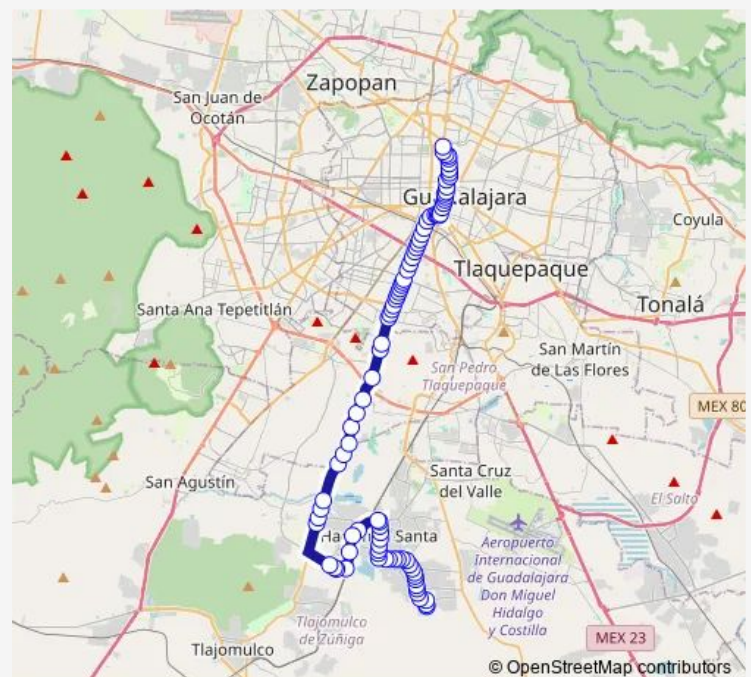 Zapopan
San Juan de
Ocotán
Coyula
Tlaquepaque
Santa Ana Tepetitlán
Tonalá
San Martín
de Las Flores
San Pedro
Tlaquepaque
MEX 80
San Agustín
Santa Cruz
del Valle
El Salto
Santa
Aeropuerto
Internacional
de Guadalajara
Don Miguel
Hidalgo
y Costilla
Tlajomulco
de Zúñiga
Tlajomulco
MEX 23
© OpenStreetMap contributors